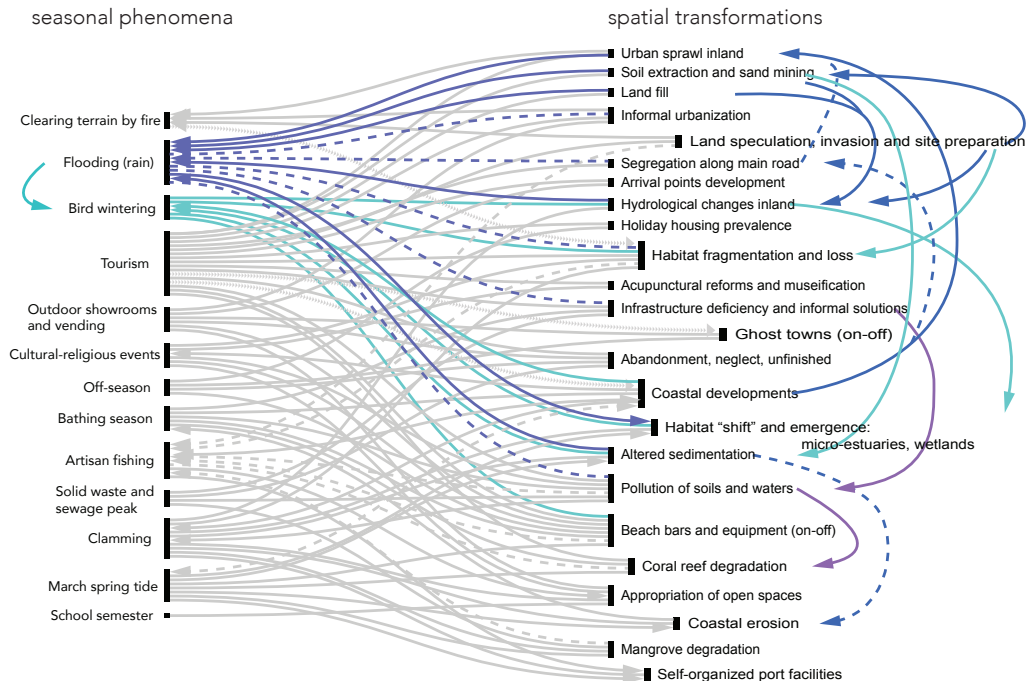 seasonal phenomena
Clearing terrain by fire
Flooding (rain)
Bird wintering
Tourism
Outdoor showrooms
and vending
Cultural-religious events
Off-season
Bathing season
Artisan fishing
Solid waste and
sewage peak
Clamming
March spring tide
School semester
spatial transformations
Urban sprawl inland
Soil extraction and sand mining
Land fill
Informal urbanization
Land speculation, invasion and site preparation
Segregation along main road
Arrival points development
Hydrological changes inland
Holiday housing prevalence
Habitat fragmentation and loss
Acupunctural reforms and museification
Infrastructure deficiency and informal solutions
Ghost towns (on-off)
Abandonment, neglect, unfinished
Coastal developments
Habitat “shift” and emergence:
micro-estuaries, wetlands
Altered sedimentation
Pollution of soils and waters
Beach bars and equipment (on-off)
Coral reef degradation
Appropriation of open spaces
Coastal erosion
Mangrove degradation
Self-organized port facilities